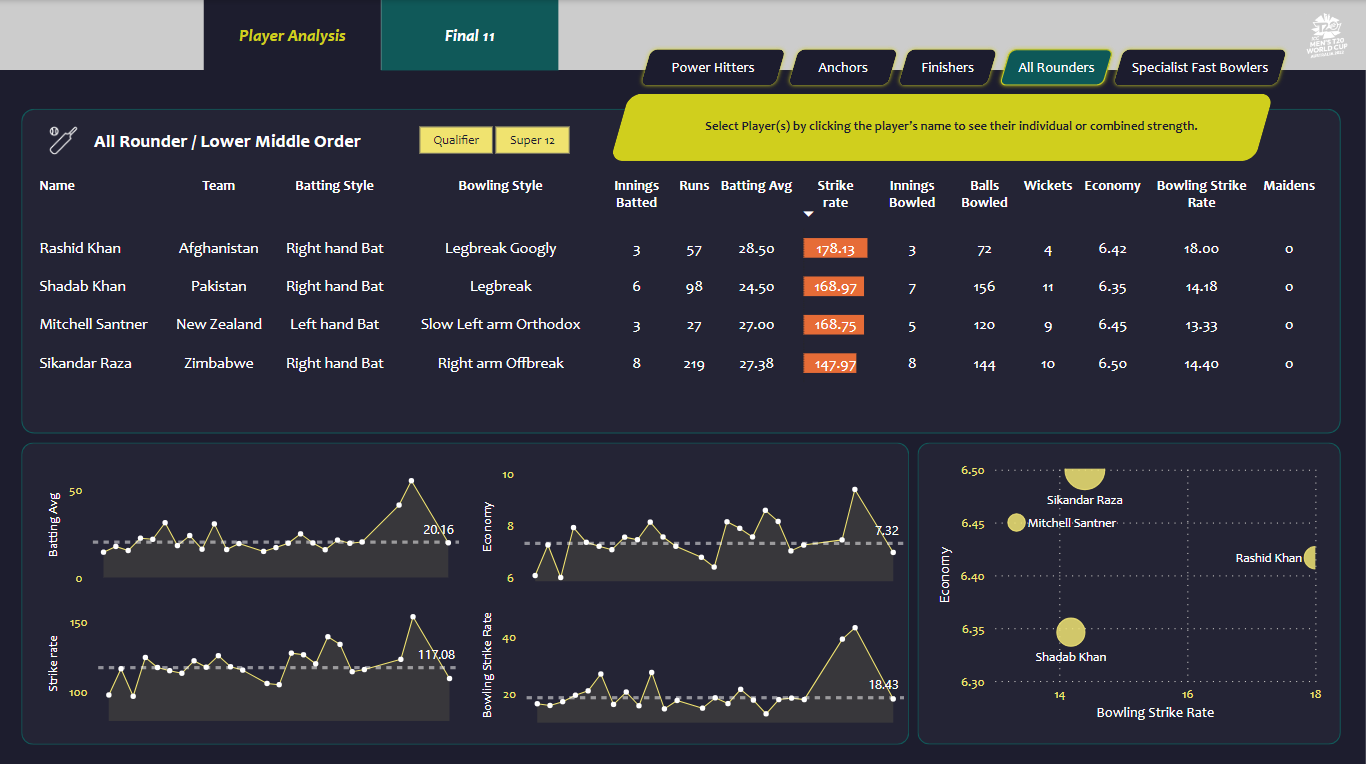 Player Analysis
Final 11
ICC
MEN'S T20
WORLD CUP
AUSTRALIA 2022
Power Hitters
Anchors
Finishers
All Rounders
Specialist Fast Bowlers
Select Player(s) by clicking the player's name to see their individual or combined strength.
All Rounder / Lower Middle Order
Qualifier
Super 12
Name Team Batting Style Bowling Style Innings Batted Runs Batting Avg Strike rate Innings Bowled Balls Bowled Wickets Economy Bowling Strike Rate Maidens
Rashid Khan Afghanistan Right hand Bat Legbreak Googly 3 57 28.50 178.13 3 72 4 6.42 18.00 0
Shadab Khan Pakistan Right hand Bat Legbreak 6 98 24.50 168.97 7 156 11 6.35 14.18 0
Mitchell Santner New Zealand Left hand Bat Slow Left arm Orthodox 3 27 27.00 168.75 5 120 9 6.45 13.33 0
Sikandar Raza Zimbabwe Right hand Bat Right arm Offbreak 8 219 27.38 147.97 8 144 10 6.50 14.40 0
Batting Avg
50
0
20.16
Economy
10
8
6
7.32
Strike rate
150
100
117.08
Bowling Strike Rate
40
20
18.43
Economy
6.50
6.45
6.40
6.35
6.30
Sikandar Raza
Mitchell Santner
Rashid Khan
Shadab Khan
14
16
18
Bowling Strike Rate